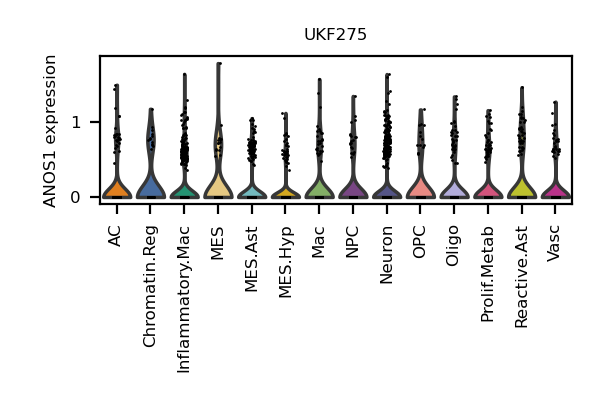 UKF275
ANOS1 expression
1
0
AC
Chromatin.Reg
Inflammatory.Mac
MES
MES.Ast
MES.Hyp
Mac
NPC
Neuron
OPC
Oligo
Prolif.Metab
Reactive.Ast
Vasc